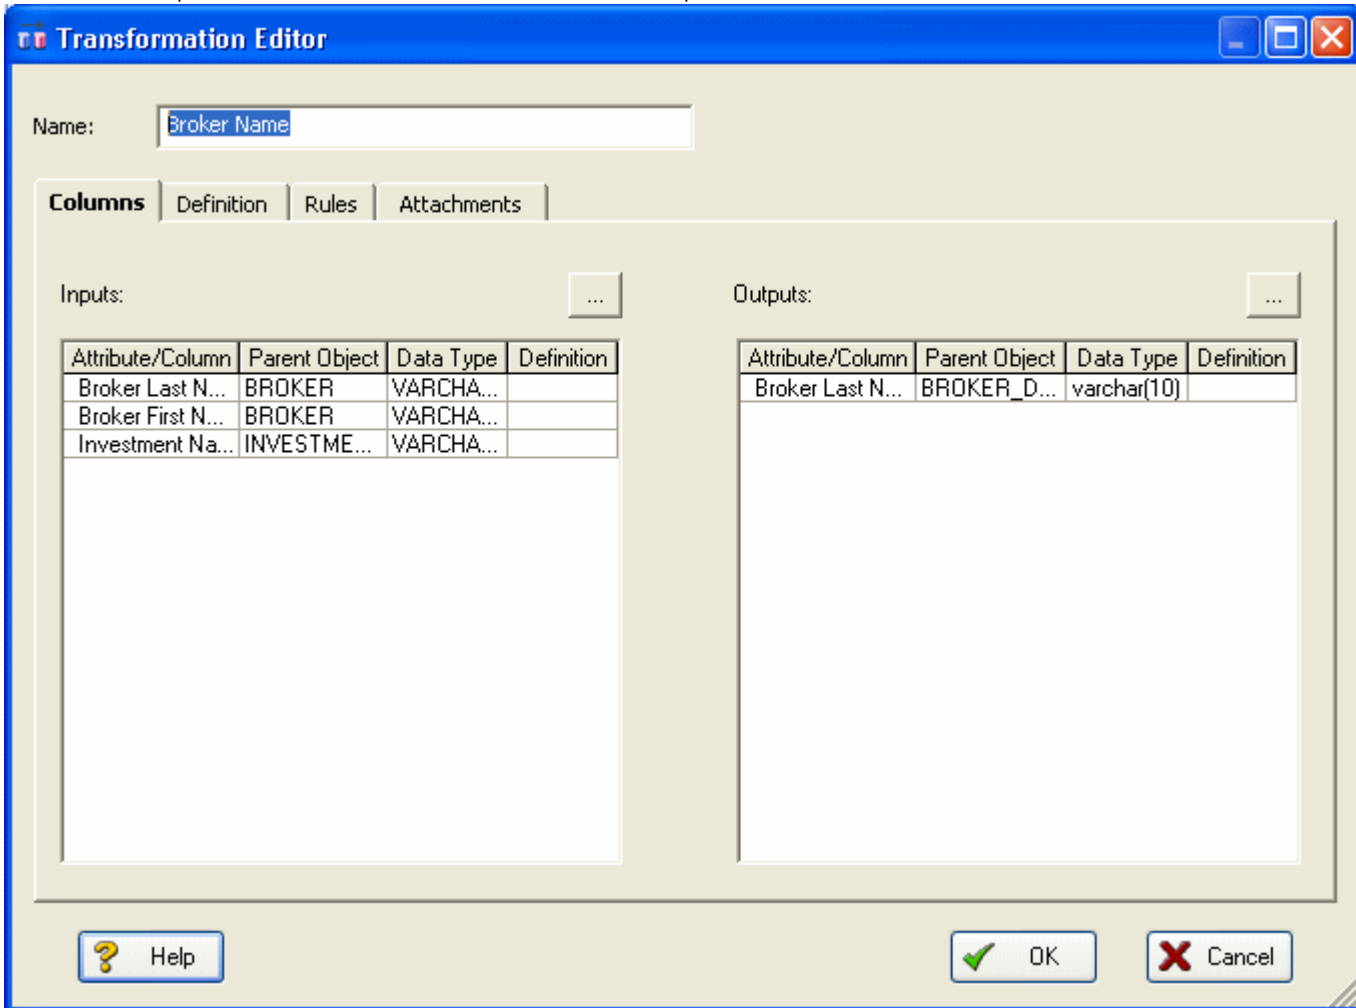 Transformation Editor
Name: Broker Name
Columns Definition Rules Attachments
Inputs: ... Outputs: ...
Attribute/Column Parent Object Data Type Definition Attribute/Column Parent Object Data Type Definition
Broker Last N... BROKER VARCHA... Broker Last N... BROKER_D... varchar(10)
Broker First N... BROKER VARCHA...
Investment Na... INVESTME... VARCHA...
Help OK Cancel